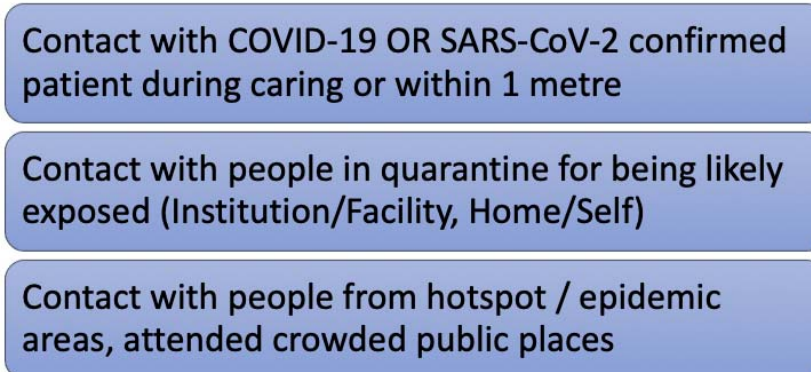 Contact with COVID-19 OR SARS-CoV-2 confirmed
patient during caring or within 1 metre
Contact with people in quarantine for being likely
exposed (Institution/Facility, Home/Self)
Contact with people from hotspot / epidemic
areas, attended crowded public places